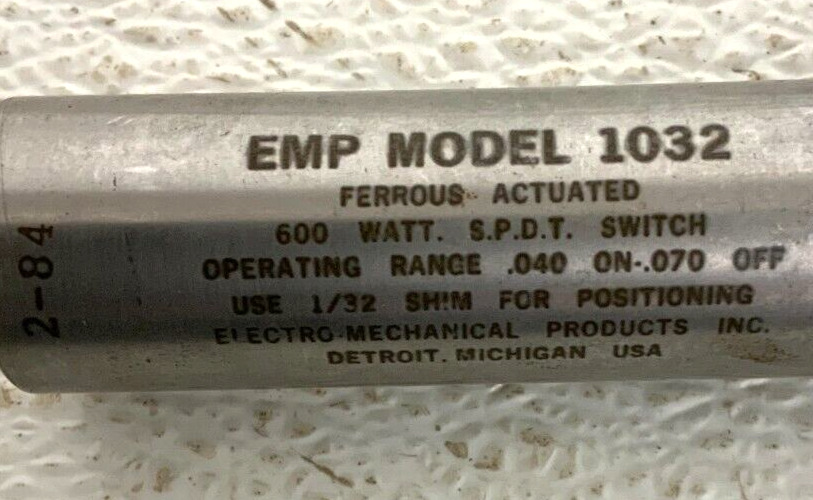 EMP MODEL 1032
FERROUS ACTUATED
600 WATT. S.P.D.T. SWITCH
OPERATING RANGE .040 ON-.070 OFF
USE 1/32 SHIM FOR POSITIONING
ELECTRO-MECHANICAL PRODUCTS INC.
DETROIT. MICHIGAN USA
2-84